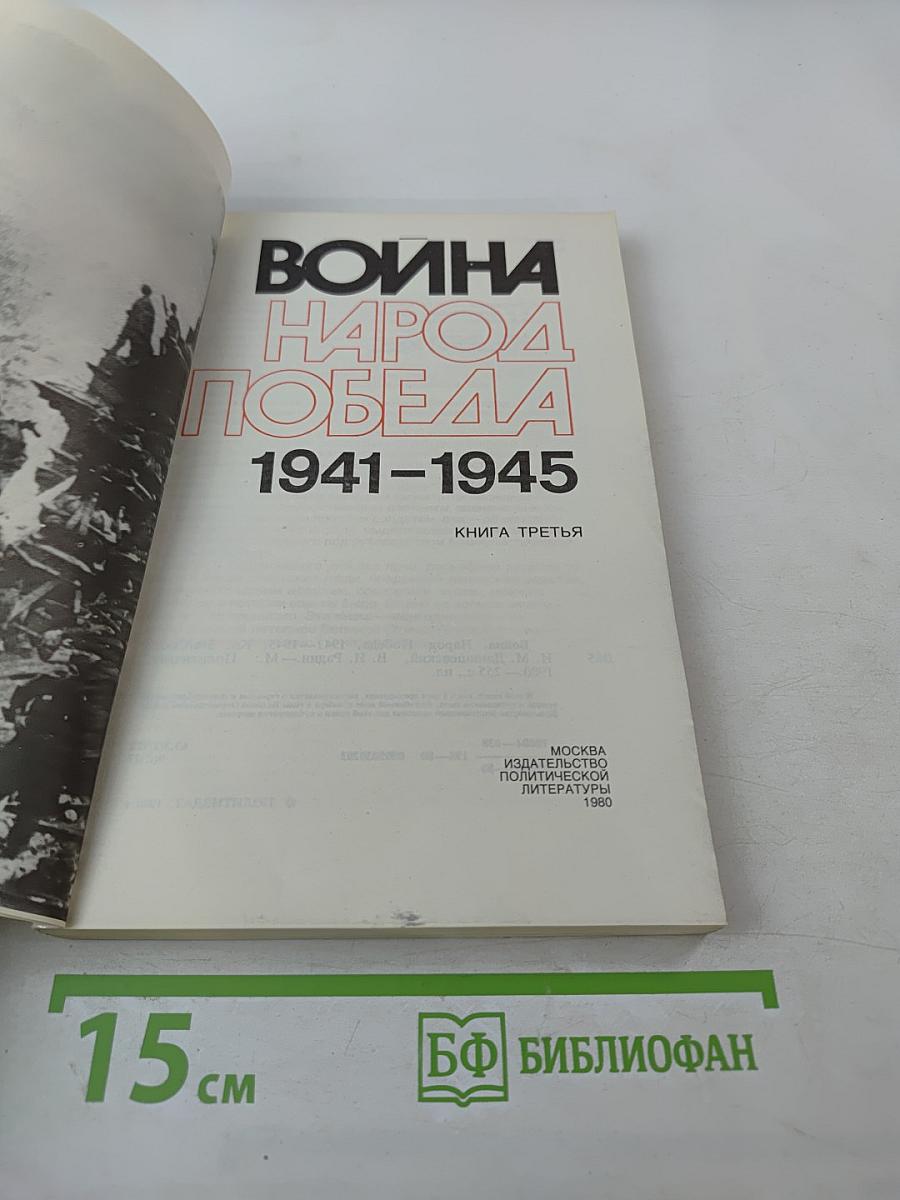 ВОЙНА
НАРОД
ПОБЕДА
1941–1945
КНИГА ТРЕТЬЯ
МОСКВА
ИЗДАТЕЛЬСТВО
ПОЛИТИЧЕСКОЙ
ЛИТЕРАТУРЫ
1980
15 см
БФ БИБЛИОФАН